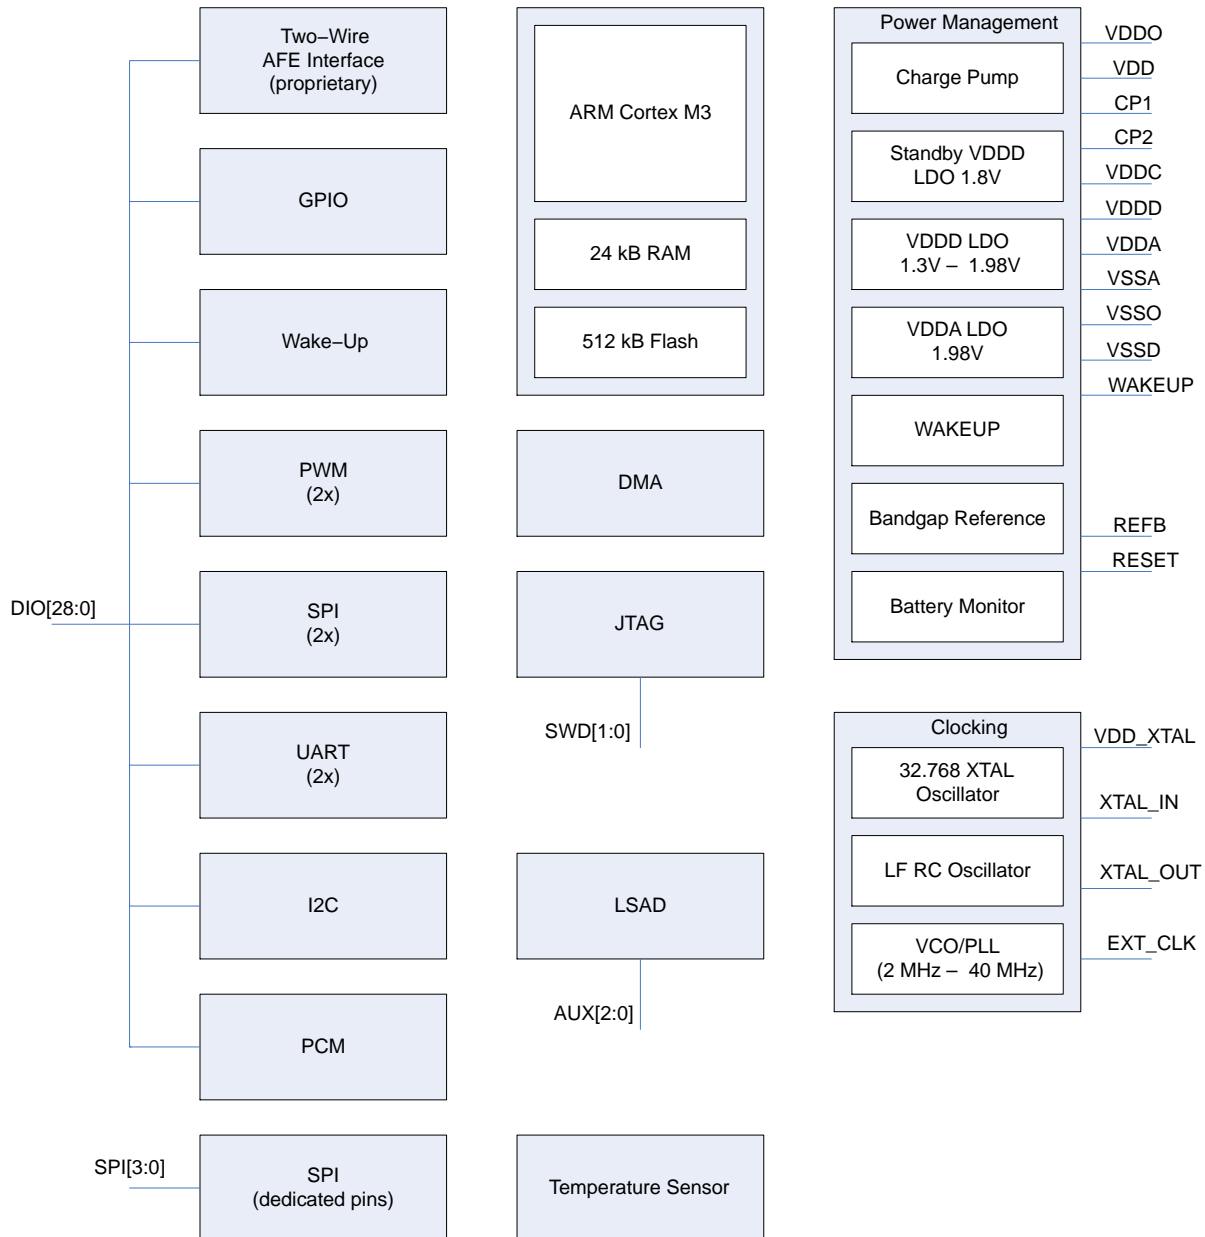 Two−Wire
AFE Interface
(proprietary)
GPIO
Wake−Up
PWM
(2x)
DIO[28:0]
SPI
(2x)
UART
(2x)
I2C
PCM
SPI[3:0]
SPI
(dedicated pins)
ARM Cortex M3
24 kB RAM
512 kB Flash
DMA
JTAG
SWD[1:0]
LSAD
AUX[2:0]
Temperature Sensor
Power Management
Charge Pump
Standby VDDD
LDO 1.8V
VDDD LDO
1.3V – 1.98V
VDDA LDO
1.98V
WAKEUP
Bandgap Reference
Battery Monitor
VDDO
VDD
CP1
CP2
VDDC
VDDD
VDDA
VSSA
VSSO
VSSD
WAKEUP
REFB
RESET
Clocking
32.768 XTAL
Oscillator
LF RC Oscillator
VCO/PLL
(2 MHz – 40 MHz)
VDD_XTAL
XTAL_IN
XTAL_OUT
EXT_CLK